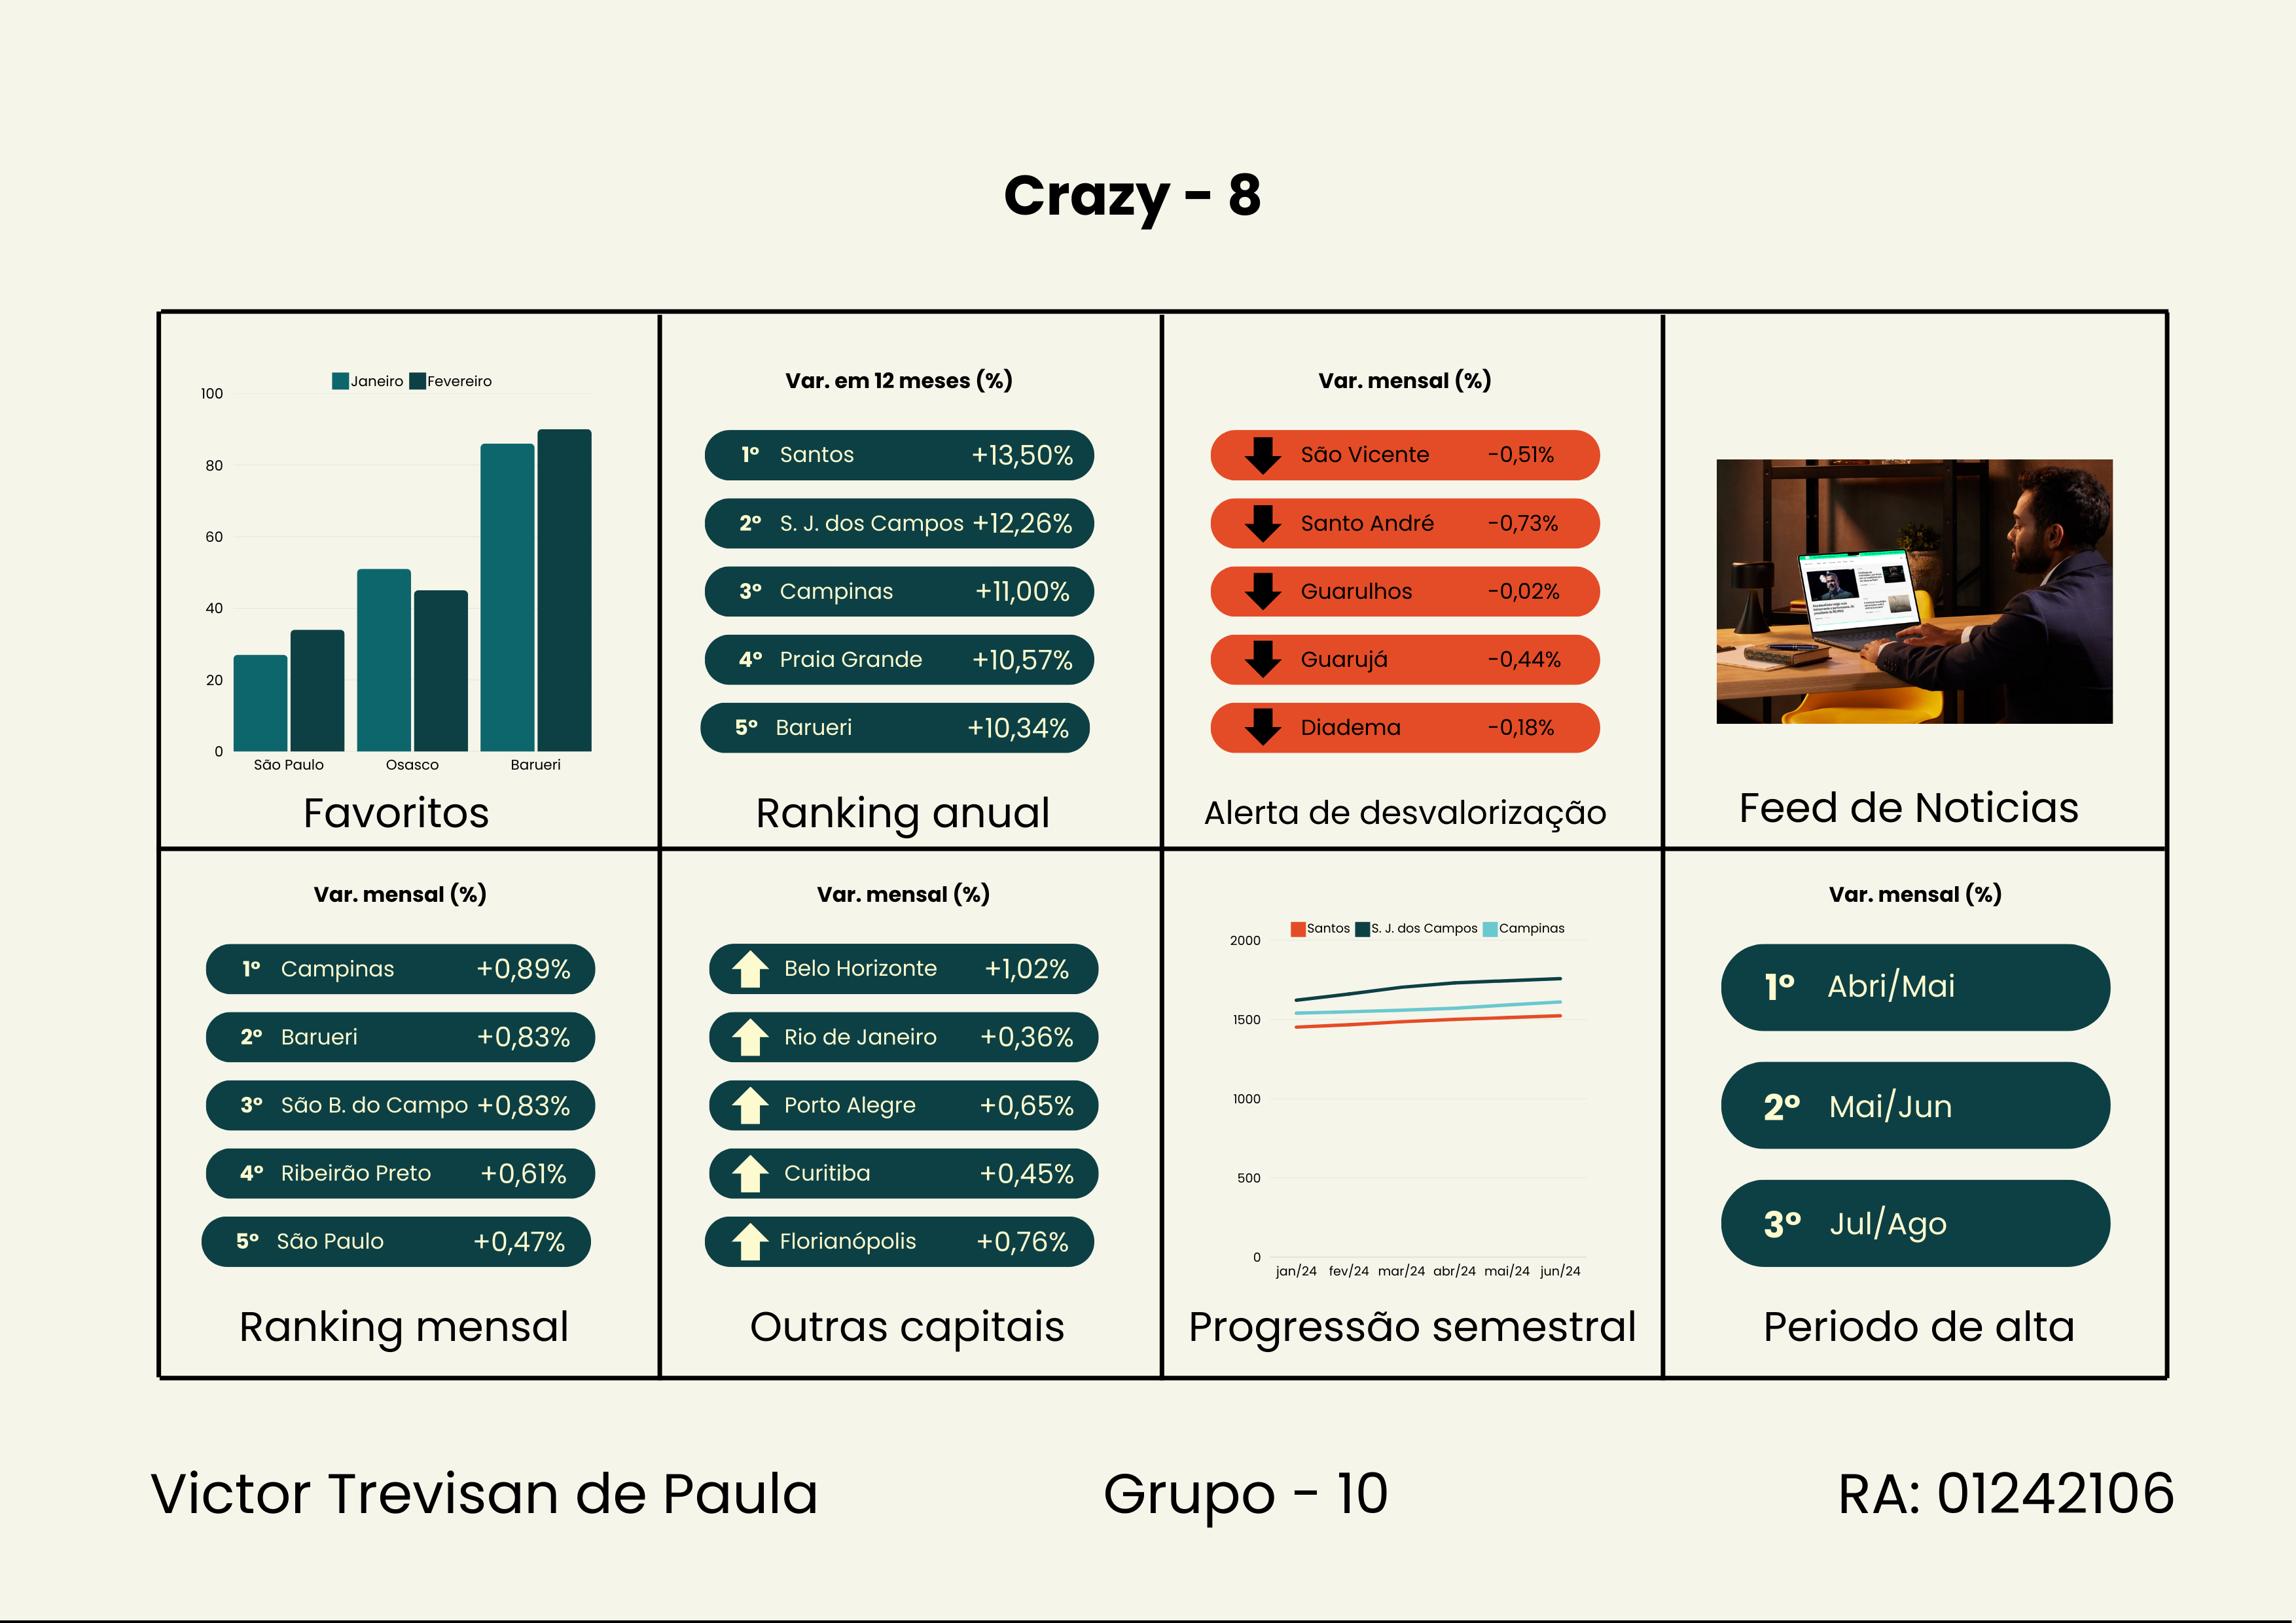 Crazy - 8
Janeiro Fevereiro
100
80
60
40
20
0
São Paulo Osasco Barueri
Favoritos
Var. em 12 meses (%)
1º Santos +13,50%
2º S. J. dos Campos +12,26%
3º Campinas +11,00%
4º Praia Grande +10,57%
5º Barueri +10,34%
Ranking anual
Var. mensal (%)
São Vicente -0,51%
Santo André -0,73%
Guarulhos -0,02%
Guarujá -0,44%
Diadema -0,18%
Alerta de desvalorização
Feed de Noticias
Var. mensal (%)
1º Campinas +0,89%
2º Barueri +0,83%
3º São B. do Campo +0,83%
4º Ribeirão Preto +0,61%
5º São Paulo +0,47%
Ranking mensal
Var. mensal (%)
Belo Horizonte +1,02%
Rio de Janeiro +0,36%
Porto Alegre +0,65%
Curitiba +0,45%
Florianópolis +0,76%
Outras capitais
Santos S. J. dos Campos Campinas
2000
1500
1000
500
0
jan/24 fev/24 mar/24 abr/24 mai/24 jun/24
Progressão semestral
Var. mensal (%)
1º Abri/Mai
2º Mai/Jun
3º Jul/Ago
Periodo de alta
Victor Trevisan de Paula
Grupo - 10
RA: 01242106